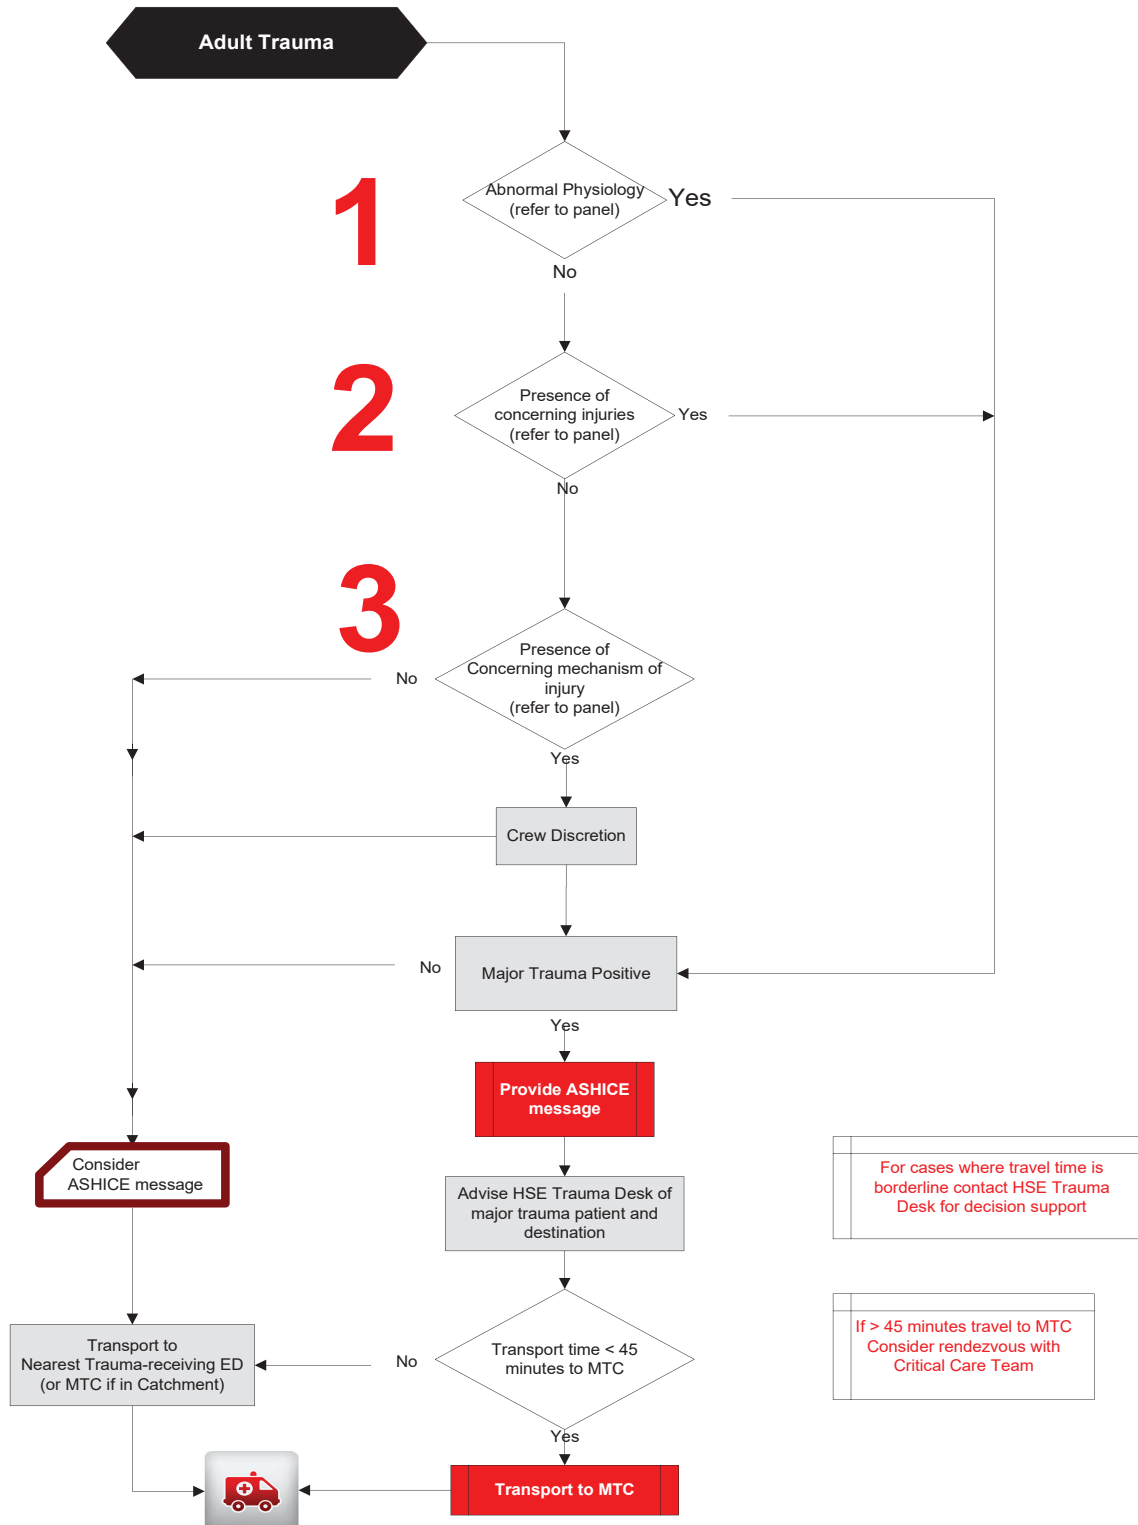 Adult Trauma
1
Abnormal Physiology
(refer to panel)
Yes
No
2
Presence of
concerning injuries
(refer to panel)
Yes
No
3
Presence of
Concerning mechanism of
injury
(refer to panel)
No
Yes
Crew Discretion
Major Trauma Positive
No
Yes
Provide ASHICE
message
Consider
ASHICE message
Advise HSE Trauma Desk of
major trauma patient and
destination
For cases where travel time is
borderline contact HSE Trauma
Desk for decision support
Transport time < 45
minutes to MTC
No
Yes
Transport to
Nearest Trauma-receiving ED
(or MTC if in Catchment)
If > 45 minutes travel to MTC
Consider rendezvous with
Critical Care Team
Transport to MTC